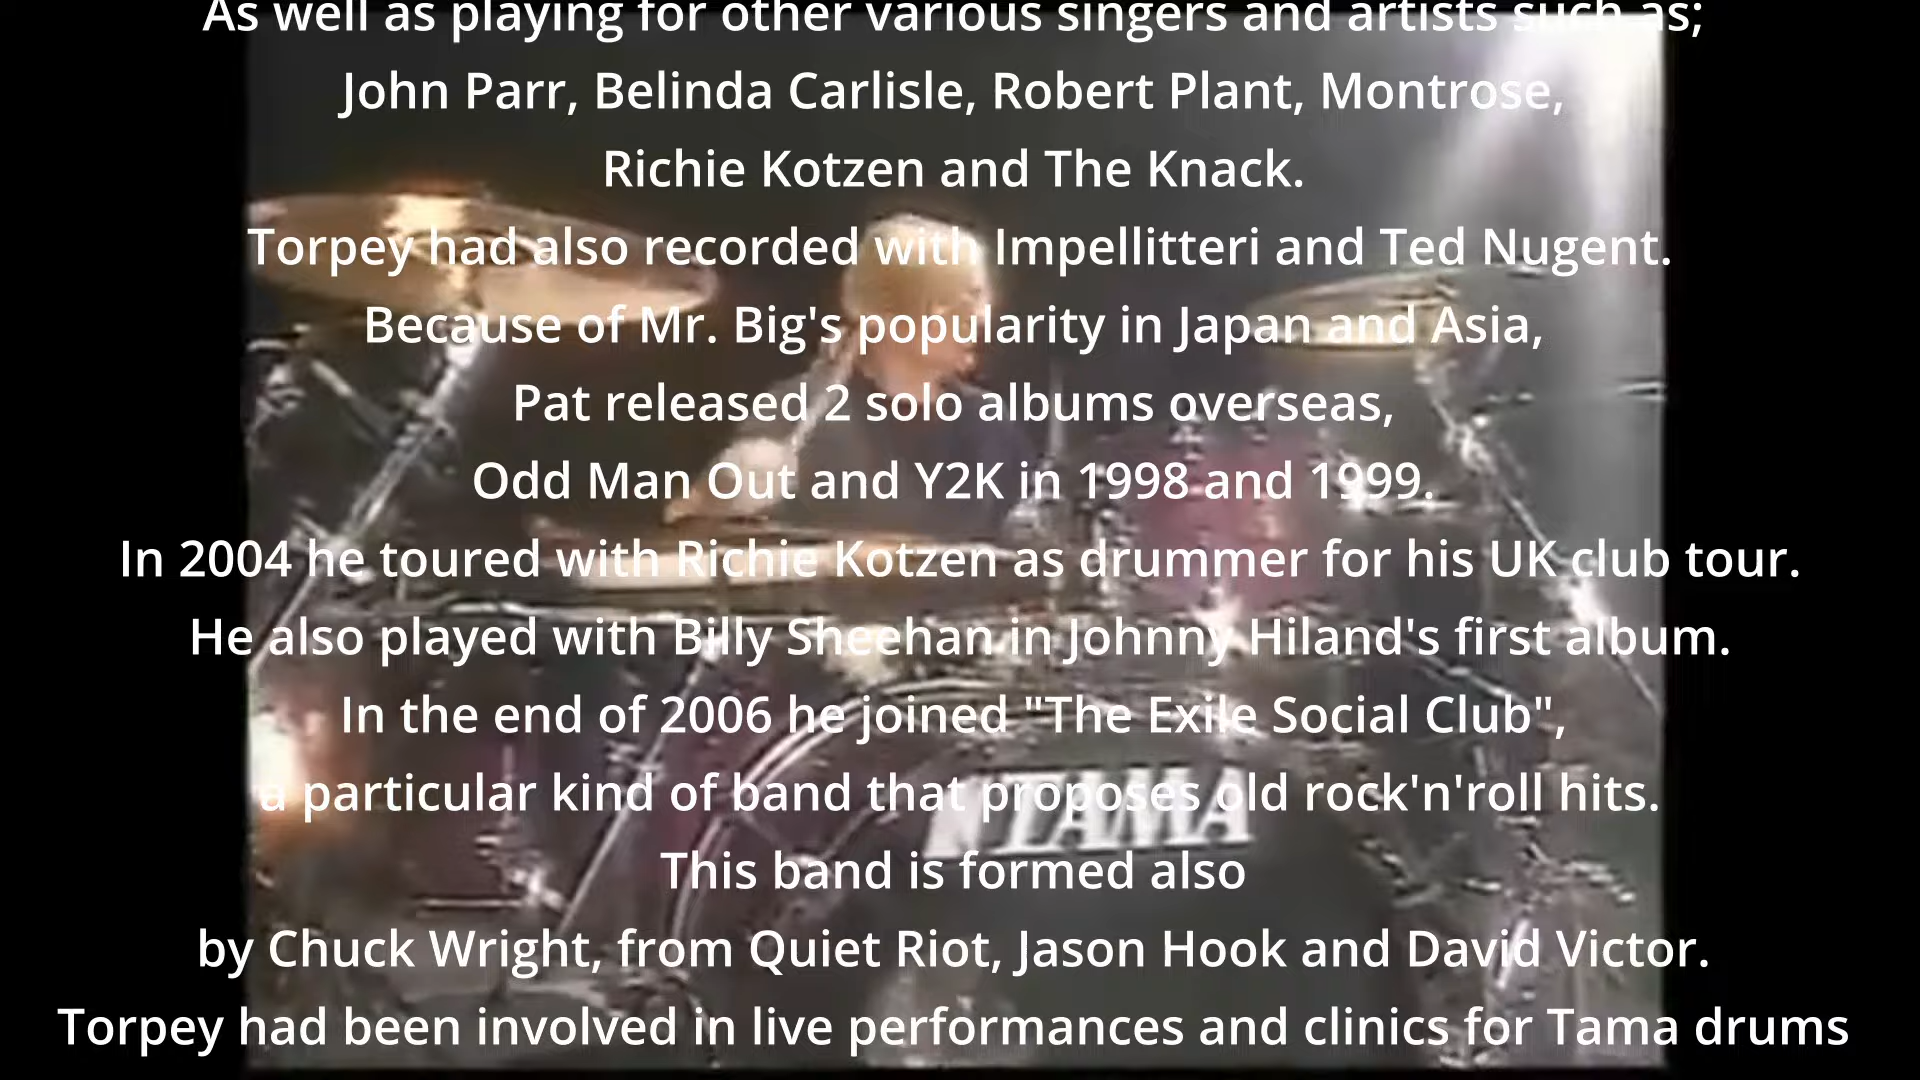 As well as playing for other various singers and artists such as;
John Parr, Belinda Carlisle, Robert Plant, Montrose,
Richie Kotzen and The Knack.
Torpey had also recorded with Impellitteri and Ted Nugent.
Because of Mr. Big's popularity in Japan and Asia,
Pat released 2 solo albums overseas,
Odd Man Out and Y2K in 1998 and 1999.
In 2004 he toured with Richie Kotzen as drummer for his UK club tour.
He also played with Billy Sheehan in Johnny Hiland's first album.
In the end of 2006 he joined "The Exile Social Club",
a particular kind of band that proposes old rock'n'roll hits.
TAMA
This band is formed also
by Chuck Wright, from Quiet Riot, Jason Hook and David Victor.
Torpey had been involved in live performances and clinics for Tama drums